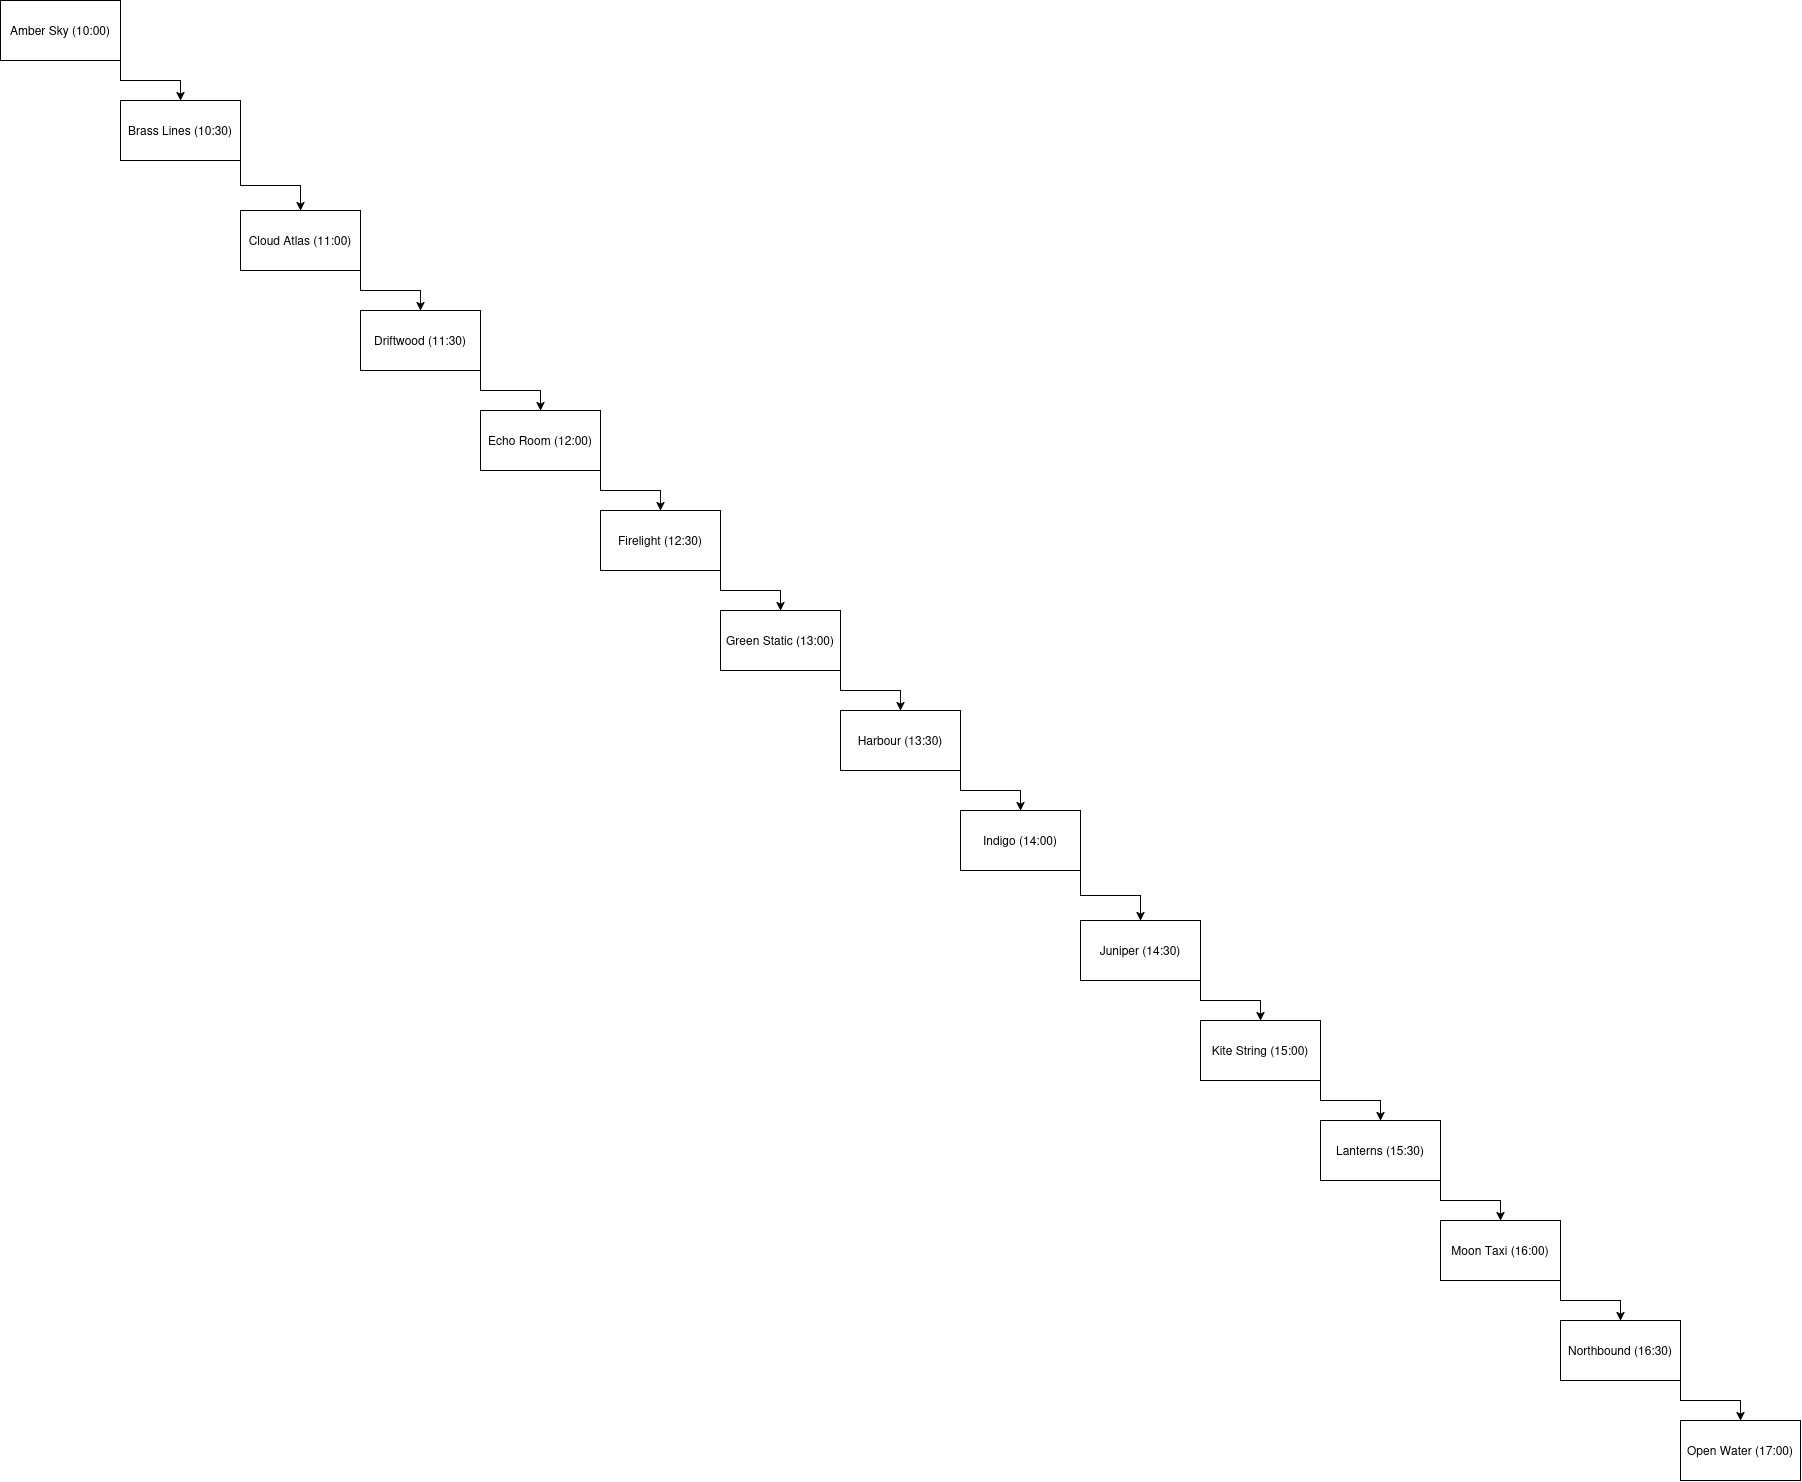 Amber Sky (10:00)
Brass Lines (10:30)
Cloud Atlas (11:00)
Driftwood (11:30)
Echo Room (12:00)
Firelight (12:30)
Green Static (13:00)
Harbour (13:30)
Indigo (14:00)
Juniper (14:30)
Kite String (15:00)
Lanterns (15:30)
Moon Taxi (16:00)
Northbound (16:30)
Open Water (17:00)